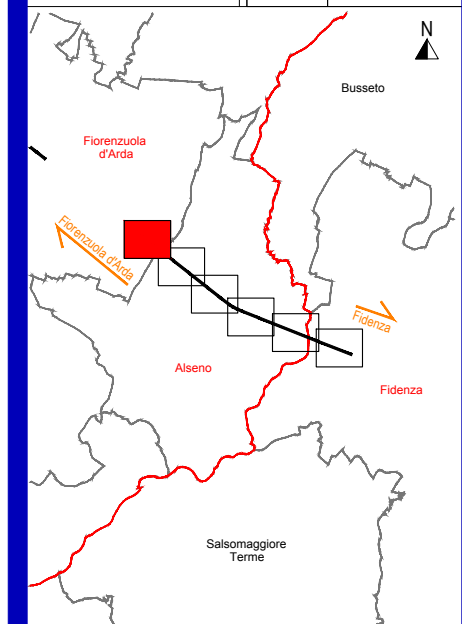 N
Busseto
Fiorenzuola
d'Arda
Fiorenzuola d'Arda
Fidenza
Alseno
Fidenza
Salsomaggiore
Terme